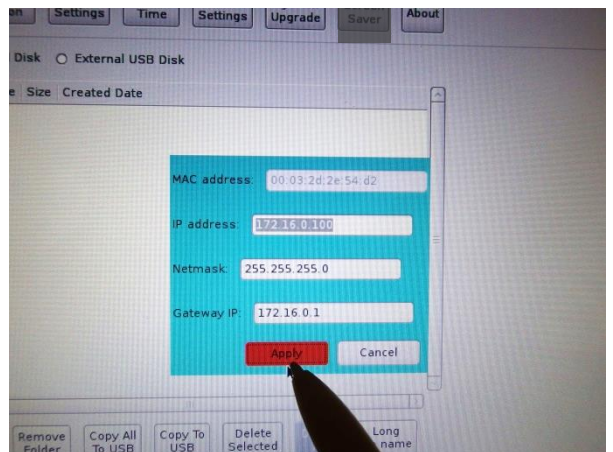 Settings
Time
Settings
Upgrade
Saver
About
Disk External USB Disk
Size Created Date
MAC address: 00:03:2d:2e:54:d2
IP address: 172.16.0.100
Netmask: 255.255.255.0
Gateway IP: 172.16.0.1
Apply Cancel
Remove
Folder
Copy All
To USB
Copy To
USB
Delete
Selected
Long
name